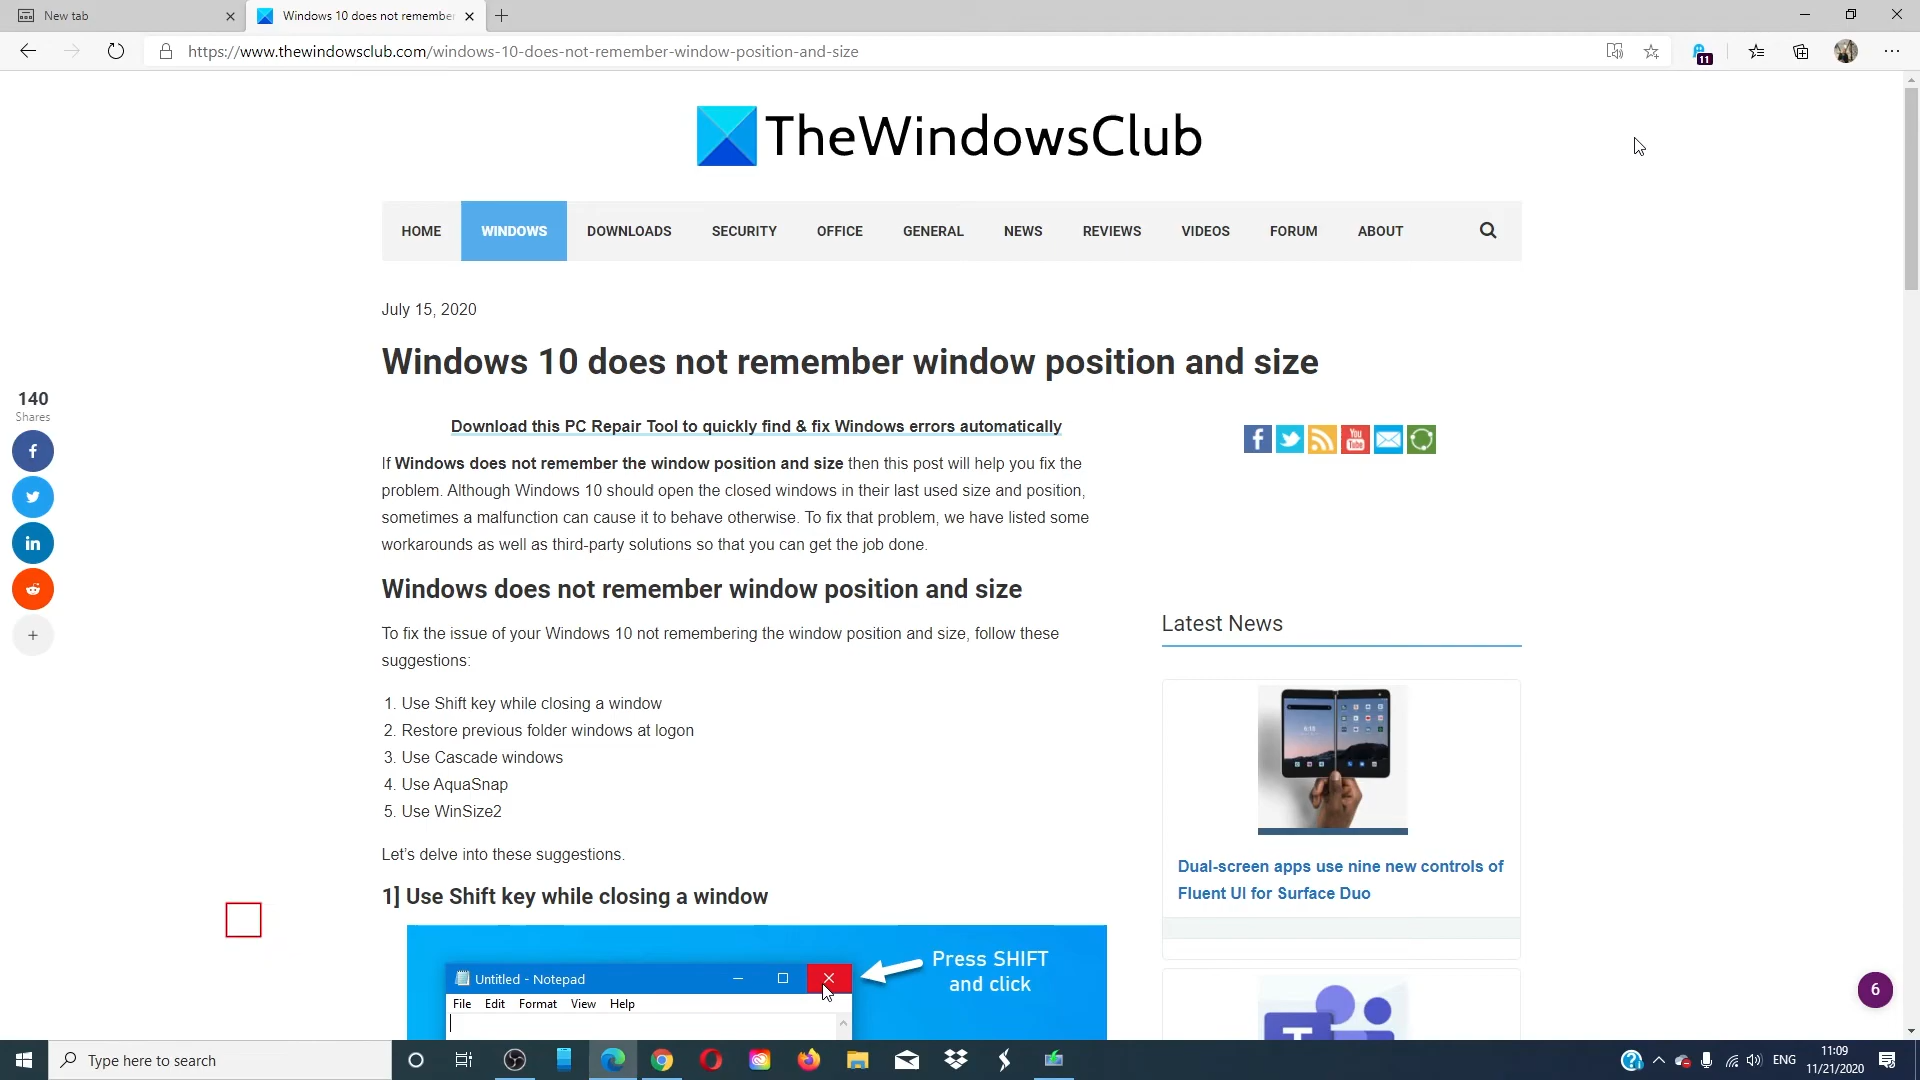 New tab
Windows 10 does not remember
https://www.thewindowsclub.com/windows-10-does-not-remember-window-position-and-size
11
TheWindowsClub
HOME WINDOWS DOWNLOADS SECURITY OFFICE GENERAL NEWS REVIEWS VIDEOS FORUM ABOUT
July 15, 2020
Windows 10 does not remember window position and size
140
Shares
Download this PC Repair Tool to quickly find & fix Windows errors automatically
If Windows does not remember the window position and size then this post will help you fix the
problem. Although Windows 10 should open the closed windows in their last used size and position,
sometimes a malfunction can cause it to behave otherwise. To fix that problem, we have listed some
workarounds as well as third-party solutions so that you can get the job done.
You
Tube
Windows does not remember window position and size
To fix the issue of your Windows 10 not remembering the window position and size, follow these
suggestions:
1. Use Shift key while closing a window
2. Restore previous folder windows at logon
3. Use Cascade windows
4. Use AquaSnap
5. Use WinSize2
Let's delve into these suggestions.
1] Use Shift key while closing a window
Untitled - Notepad
File Edit Format View Help
Press SHIFT
and click
Latest News
Dual-screen apps use nine new controls of
Fluent UI for Surface Duo
T
6
Type here to search
ENG
11:09
11/21/2020